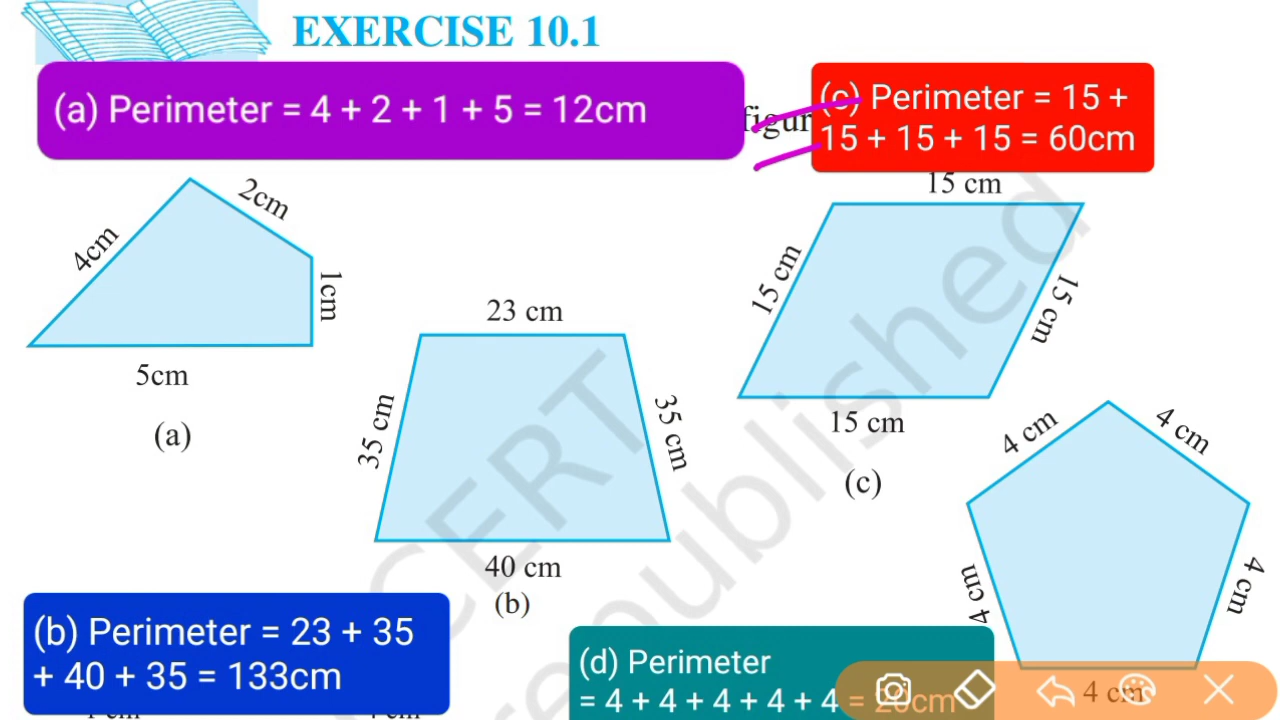 EXERCISE 10.1
(a) Perimeter = 4 + 2 + 1 + 5 = 12cm
figur
(c) Perimeter = 15 +
15 + 15 + 15 = 60cm
2cm
4cm
1cm
5cm
(a)
23 cm
35 cm
35 cm
40 cm
(b)
15 cm
15 cm
15 cm
15 cm
(c)
4 cm
4 cm
4 cm
4 cm
4 cm
(b) Perimeter = 23 + 35
+ 40 + 35 = 133cm
(d) Perimeter
= 4 + 4 + 4 + 4 + 4 = 20cm
CERT
republished